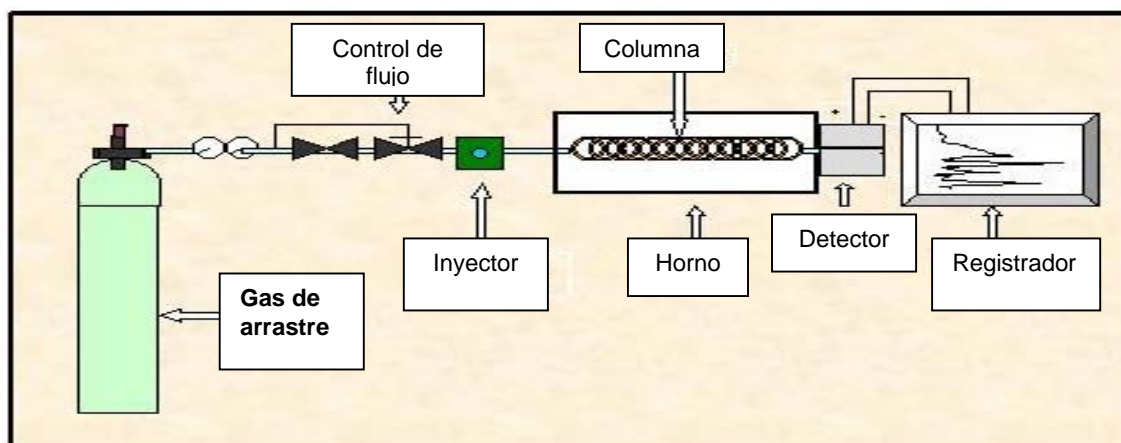 Control de
flujo
Columna
Inyector
Horno
Detector
Registrador
Gas de
arrastre